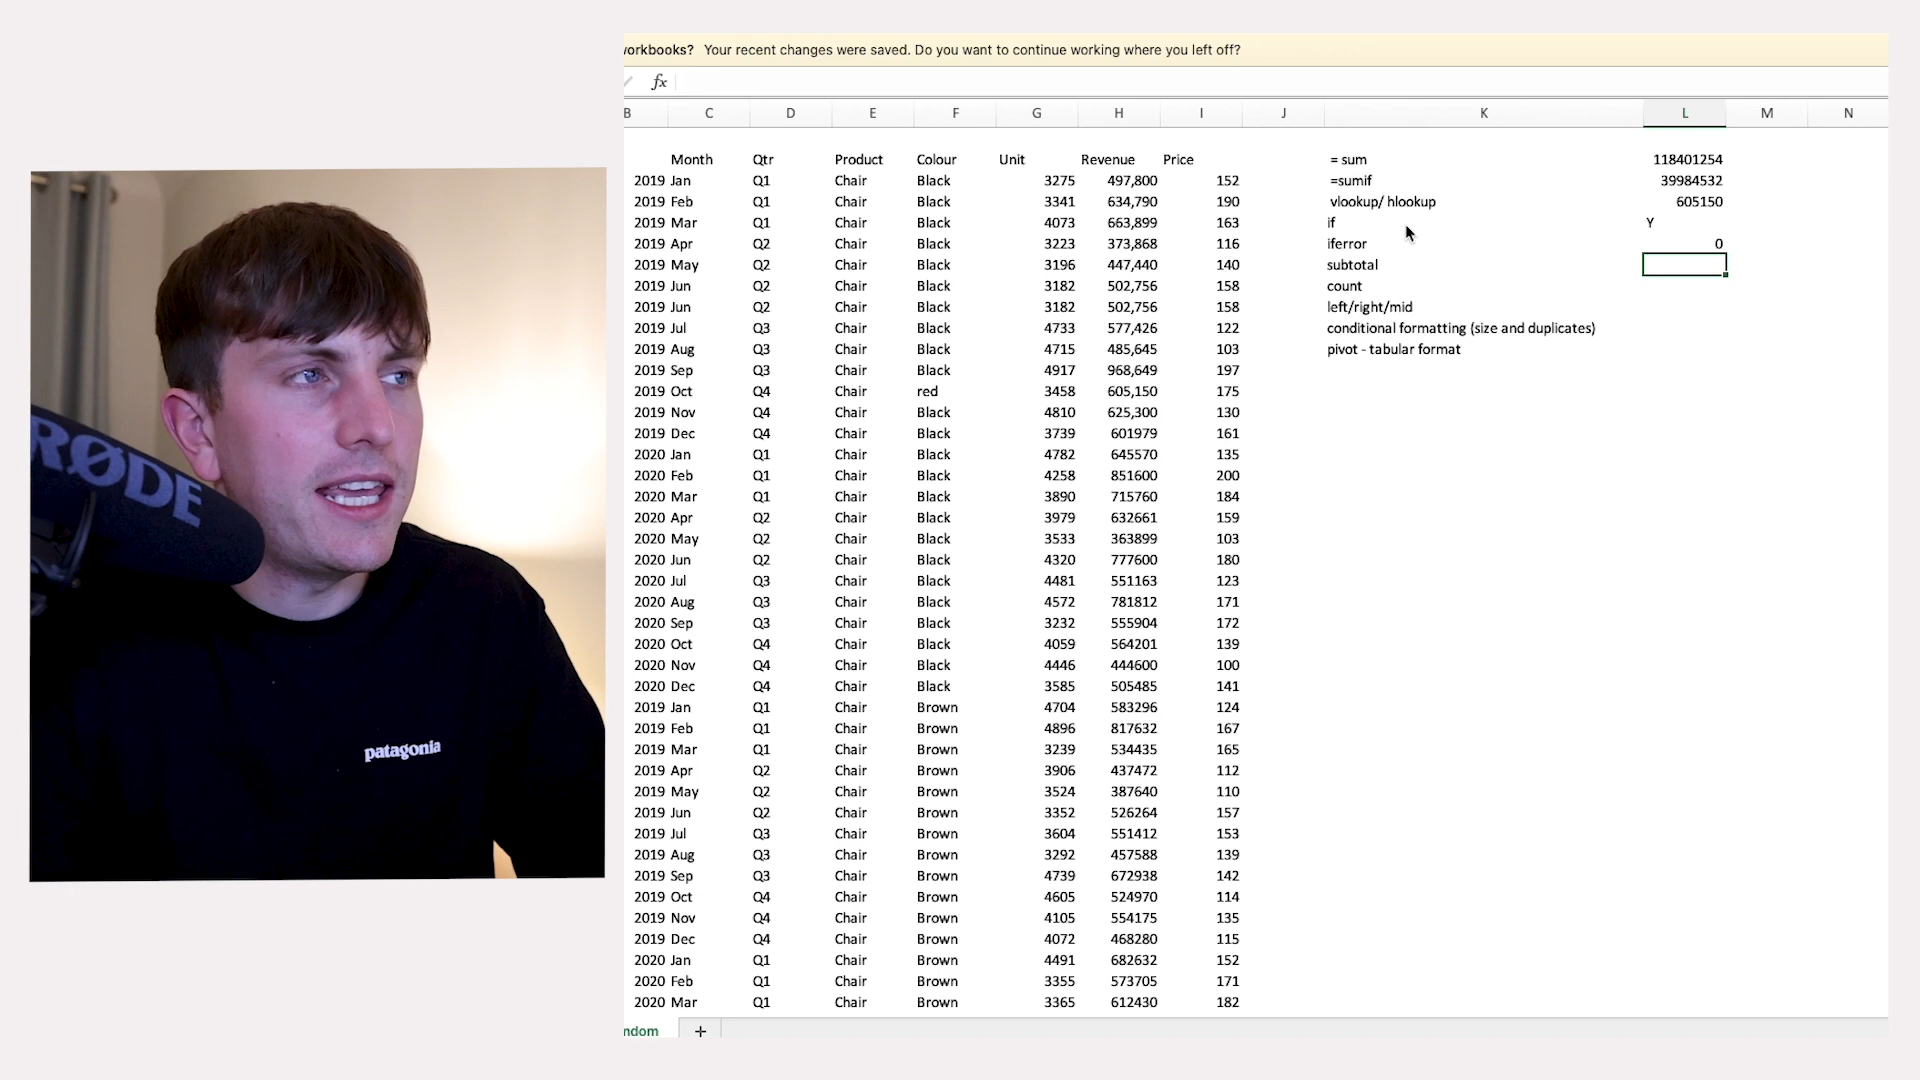 workbooks? Your recent changes were saved. Do you want to continue working where you left off?
fx
B C D E F G H I J K L M N
Month Qtr Product Colour Unit Revenue Price = sum 118401254
2019 Jan Q1 Chair Black 3275 497,800 152 =sumif 39984532
2019 Feb Q1 Chair Black 3341 634,790 190 vlookup/ hlookup 605150
2019 Mar Q1 Chair Black 4073 663,899 163 if Y
2019 Apr Q2 Chair Black 3223 373,868 116 iferror 0
2019 May Q2 Chair Black 3196 447,440 140 subtotal
2019 Jun Q2 Chair Black 3182 502,756 158 count
2019 Jun Q2 Chair Black 3182 502,756 158 left/right/mid
2019 Jul Q3 Chair Black 4733 577,426 122 conditional formatting (size and duplicates)
2019 Aug Q3 Chair Black 4715 485,645 103 pivot - tabular format
2019 Sep Q3 Chair Black 4917 968,649 197
2019 Oct Q4 Chair red 3458 605,150 175
2019 Nov Q4 Chair Black 4810 625,300 130
2019 Dec Q4 Chair Black 3739 601979 161
2020 Jan Q1 Chair Black 4782 645570 135
2020 Feb Q1 Chair Black 4258 851600 200
2020 Mar Q1 Chair Black 3890 715760 184
2020 Apr Q2 Chair Black 3979 632661 159
2020 May Q2 Chair Black 3533 363899 103
2020 Jun Q2 Chair Black 4320 777600 180
2020 Jul Q3 Chair Black 4481 551163 123
2020 Aug Q3 Chair Black 4572 781812 171
2020 Sep Q3 Chair Black 3232 555904 172
2020 Oct Q4 Chair Black 4059 564201 139
2020 Nov Q4 Chair Black 4446 444600 100
2020 Dec Q4 Chair Black 3585 505485 141
2019 Jan Q1 Chair Brown 4704 583296 124
2019 Feb Q1 Chair Brown 4896 817632 167
2019 Mar Q1 Chair Brown 3239 534435 165
2019 Apr Q2 Chair Brown 3906 437472 112
2019 May Q2 Chair Brown 3524 387640 110
2019 Jun Q2 Chair Brown 3352 526264 157
2019 Jul Q3 Chair Brown 3604 551412 153
2019 Aug Q3 Chair Brown 3292 457588 139
2019 Sep Q3 Chair Brown 4739 672938 142
2019 Oct Q4 Chair Brown 4605 524970 114
2019 Nov Q4 Chair Brown 4105 554175 135
2019 Dec Q4 Chair Brown 4072 468280 115
2020 Jan Q1 Chair Brown 4491 682632 152
2020 Feb Q1 Chair Brown 3355 573705 171
2020 Mar Q1 Chair Brown 3365 612430 182
ndom +
RØDE
patagonia